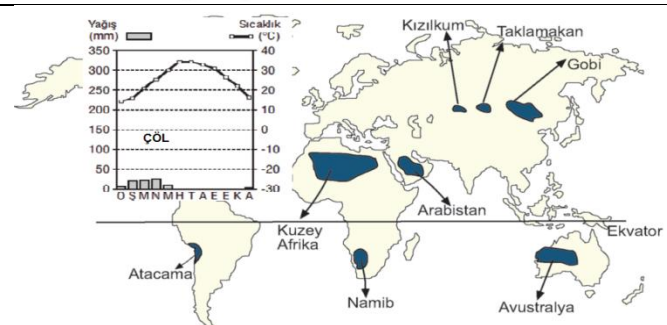 Yağış
(mm)
Sıcaklık
(°C)
350
300
250
200
150
100
50
0
40
30
20
10
0
-10
-20
-30
ÇÖL
O Ş M N M H T A E E K A
Kızılkum
Taklamakan
Gobi
Kuzey
Afrika
Arabistan
Ekvator
Atacama
Namib
Avustralya